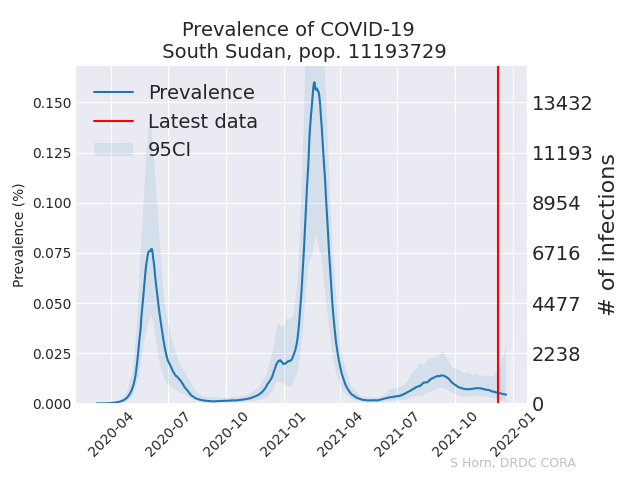 Prevalence of COVID-19
South Sudan, pop. 11193729
Prevalence
Latest data
95CI
Prevalence (%)
0.150
0.125
0.100
0.075
0.050
0.025
0.000
13432
11193
8954
6716
4477
2238
0
# of infections
2020-04
2020-07
2020-10
2021-01
2021-04
2021-07
2021-10
2022-01
S Horn, DRDC CORA